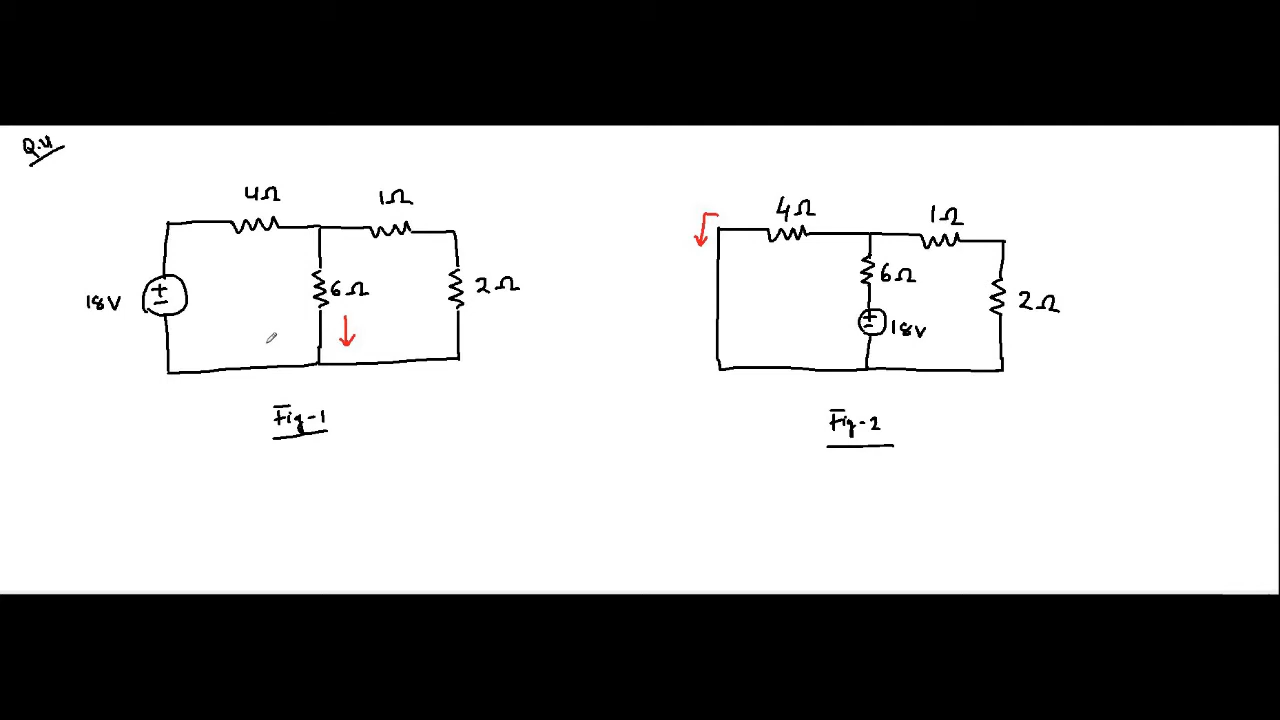 Q.4
4Ω 1Ω
18V + - 6Ω 2Ω
Fig-1
4Ω 1Ω
6Ω 2Ω
+ - 18V
Fig-2